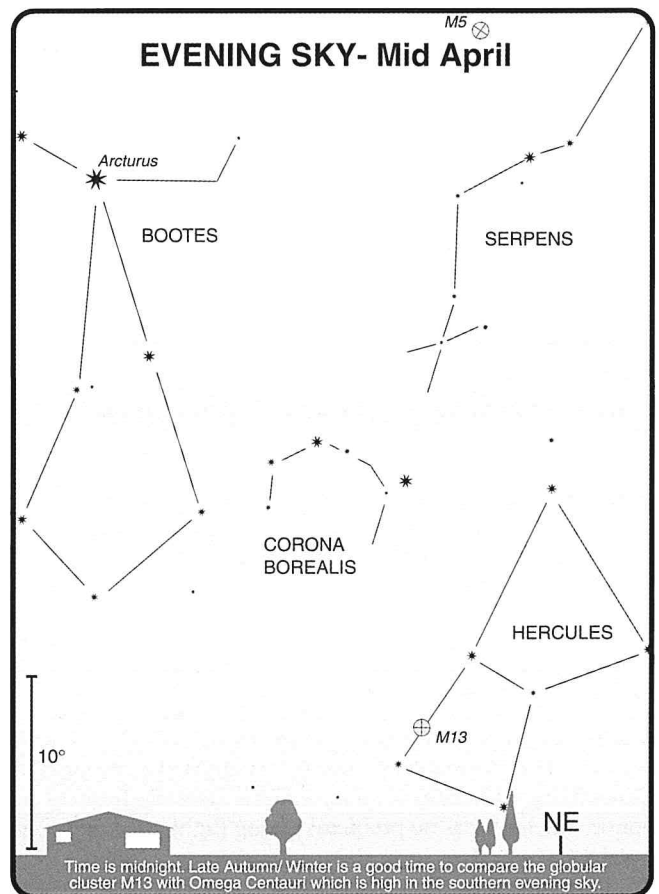 M5
EVENING SKY- Mid April
Arcturus
BOOTES
SERPENS
CORONA
BOREALIS
HERCULES
M13
10°
NE
Time is midnight. Late Autumn/ Winter is a good time to compare the globular
cluster M13 with Omega Centauri which is high in the southern evening sky.